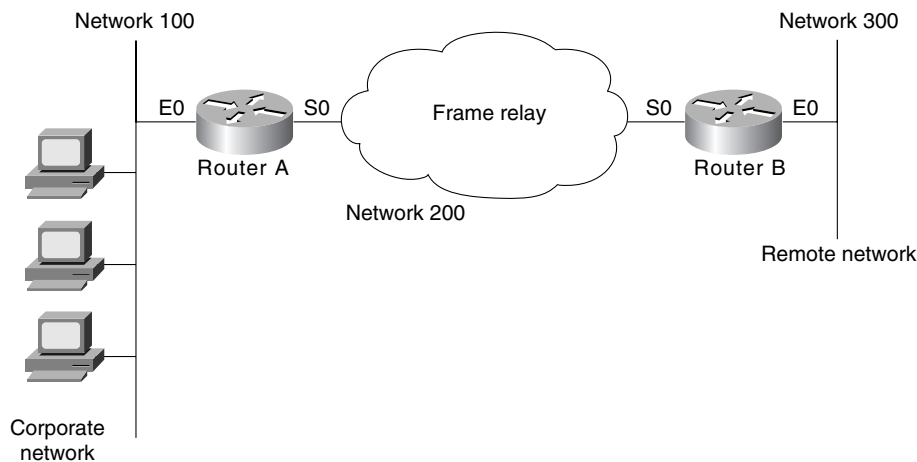 Network 100
Network 300
E0
S0
Frame relay
S0
E0
Router A
Router B
Network 200
Remote network
Corporate
network